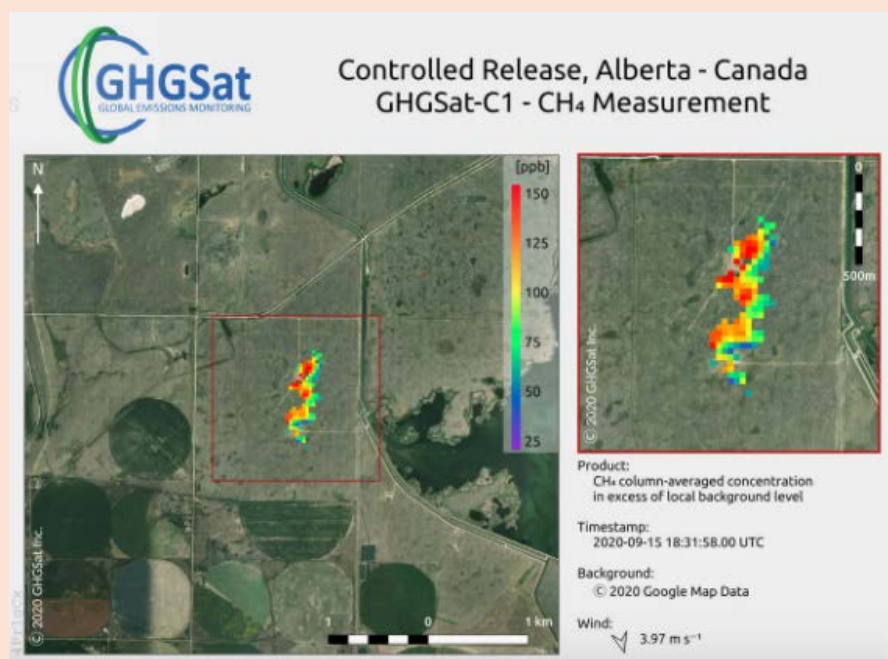 GHGSat
GLOBAL EMISSIONS MONITORING
Controlled Release, Alberta - Canada
GHGSat-C1 - CH₄ Measurement
N
[ppb]
150
125
100
75
50
25
© 2020 GHGSat Inc.
1 0 1 km
0
500m
© 2020 GHGSat Inc.
Product:
CH₄ column-averaged concentration
in excess of local background level
Timestamp:
2020-09-15 18:31:58.00 UTC
Background:
© 2020 Google Map Data
Wind:
3.97 m s⁻¹